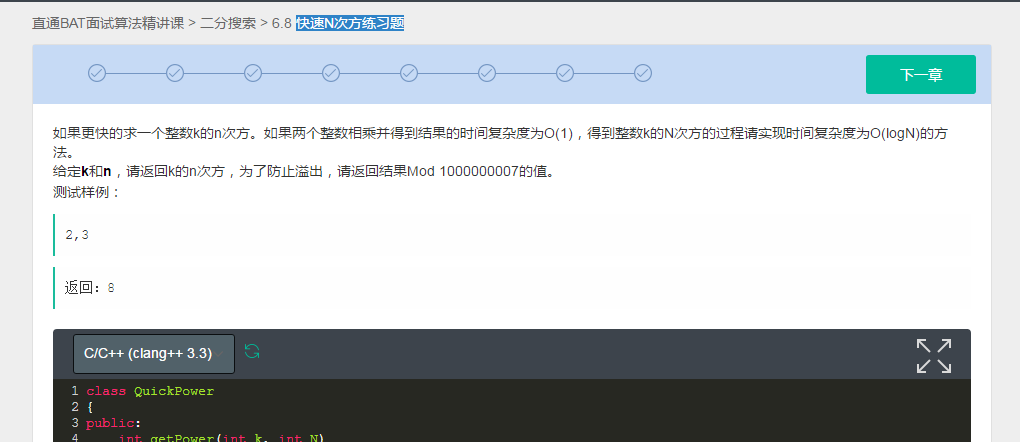 直通BAT面试算法精讲课 > 二分搜索 > 6.8 快速N次方练习题
下一章
如果更快的求一个整数k的n次方。如果两个整数相乘并得到结果的时间复杂度为O(1)，得到整数k的N次方的过程请实现时间复杂度为O(logN)的方
法。
给定k和n，请返回k的n次方，为了防止溢出，请返回结果Mod 1000000007的值。
测试样例：
2,3
返回：8
C/C++ (clang++ 3.3)
1 class QuickPower
2 {
3 public:
4 int getPower(int k, int N)